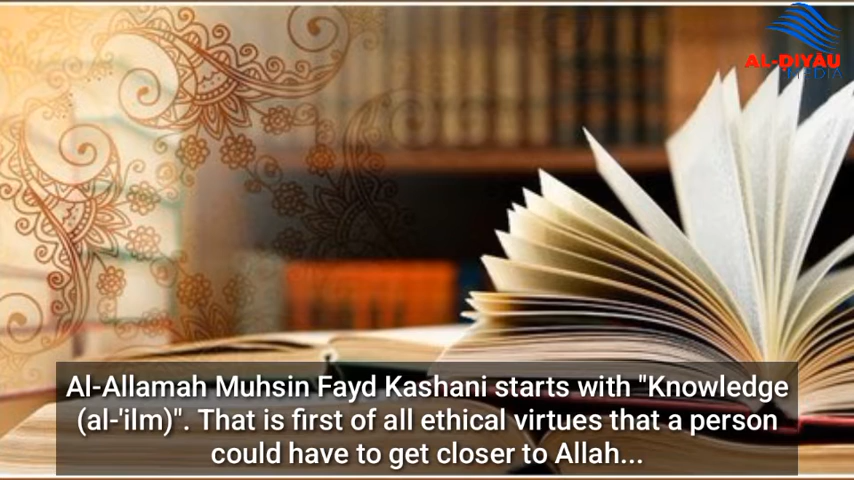 AL-ḌIYĀU
MEDIA
Al-Allamah Muhsin Fayd Kashani starts with "Knowledge
(al-'ilm)". That is first of all ethical virtues that a person
could have to get closer to Allah...